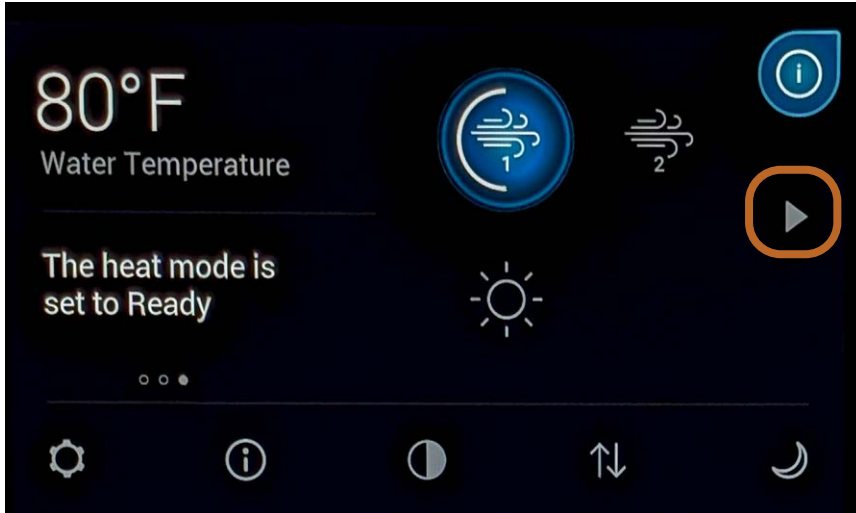 80°F
Water Temperature
1
2
The heat mode is
set to Ready